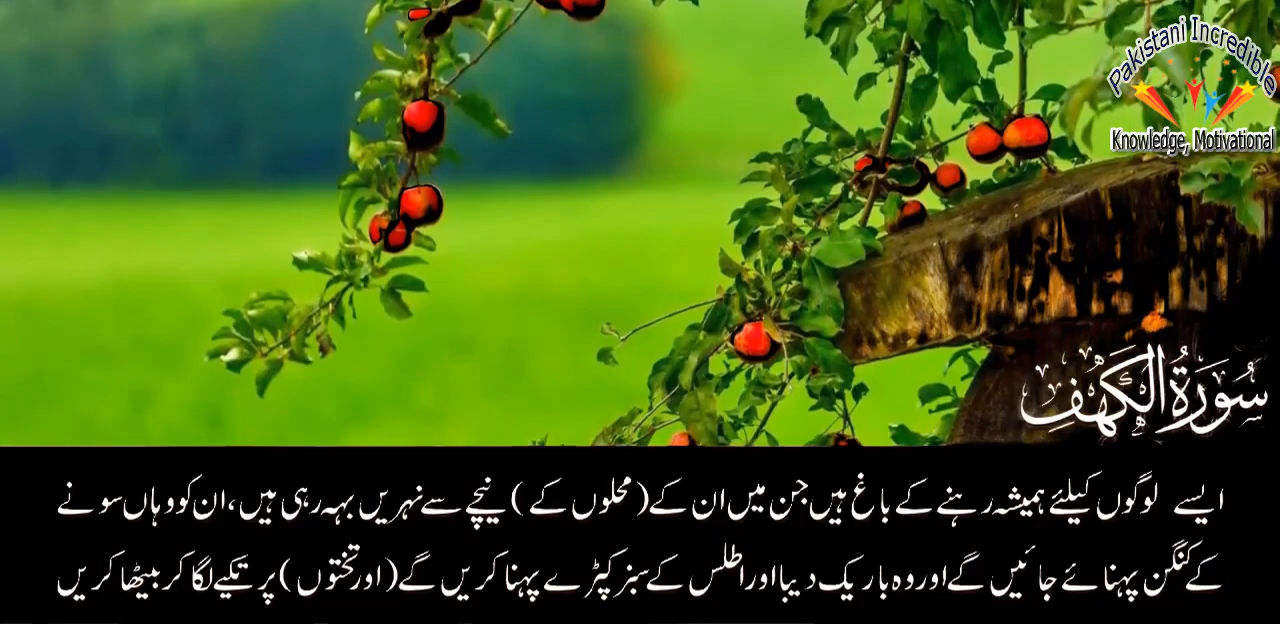 Pakistani Incredible
Knowledge, Motivational
سُورَةُ الْكَهْفِ
ایسے لوگوں کیلئے ہمیشہ رہنے کے باغ ہیں جن میں ان کے (محلوں کے) نیچے سے نہریں بہہ رہی ہیں، ان کو وہاں سونے
کے کنگن پہنائے جائیں گے اور وہ باریک دیبا اور اطلس کے سبز کپڑے پہنا کریں گے (اور تختوں) پر تکیے لگا کر بیٹھا کریں